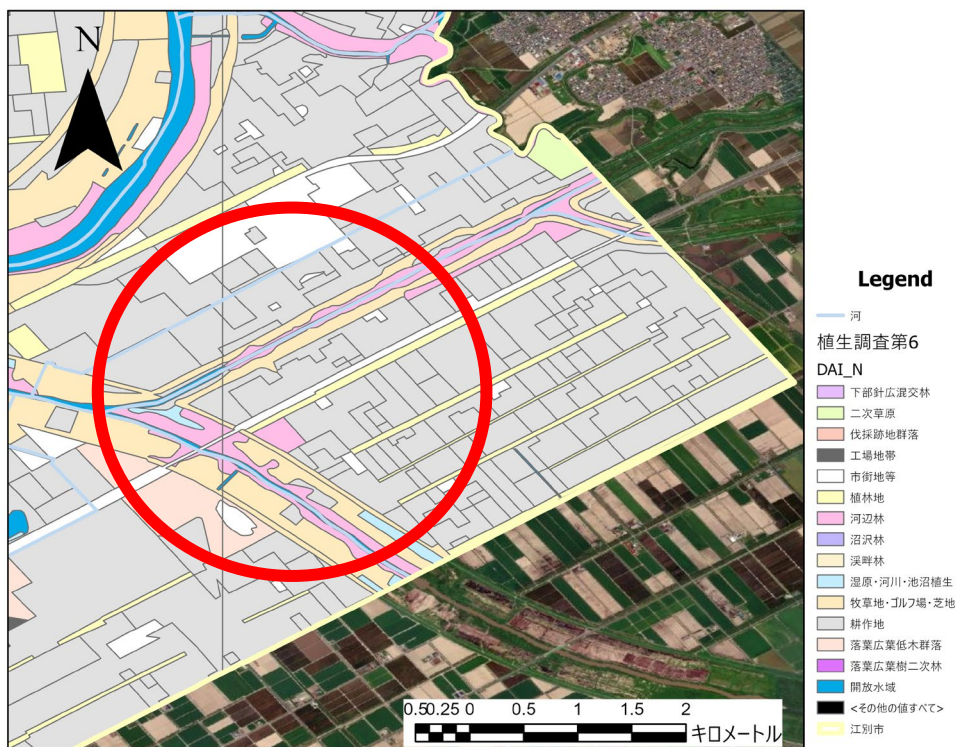 N
Legend
河
植生調査第6
DAI_N
下部針広混交林
二次草原
伐採跡地群落
工場地帯
市街地等
植林地
河辺林
沼沢林
渓畔林
湿原・河川・池沼植生
牧草地・ゴルフ場・芝地
耕作地
落葉広葉低木群落
落葉広葉樹二次林
開放水域
<その他の値すべて>
江別市
0.50.25 0 0.5 1 1.5 2
キロメートル